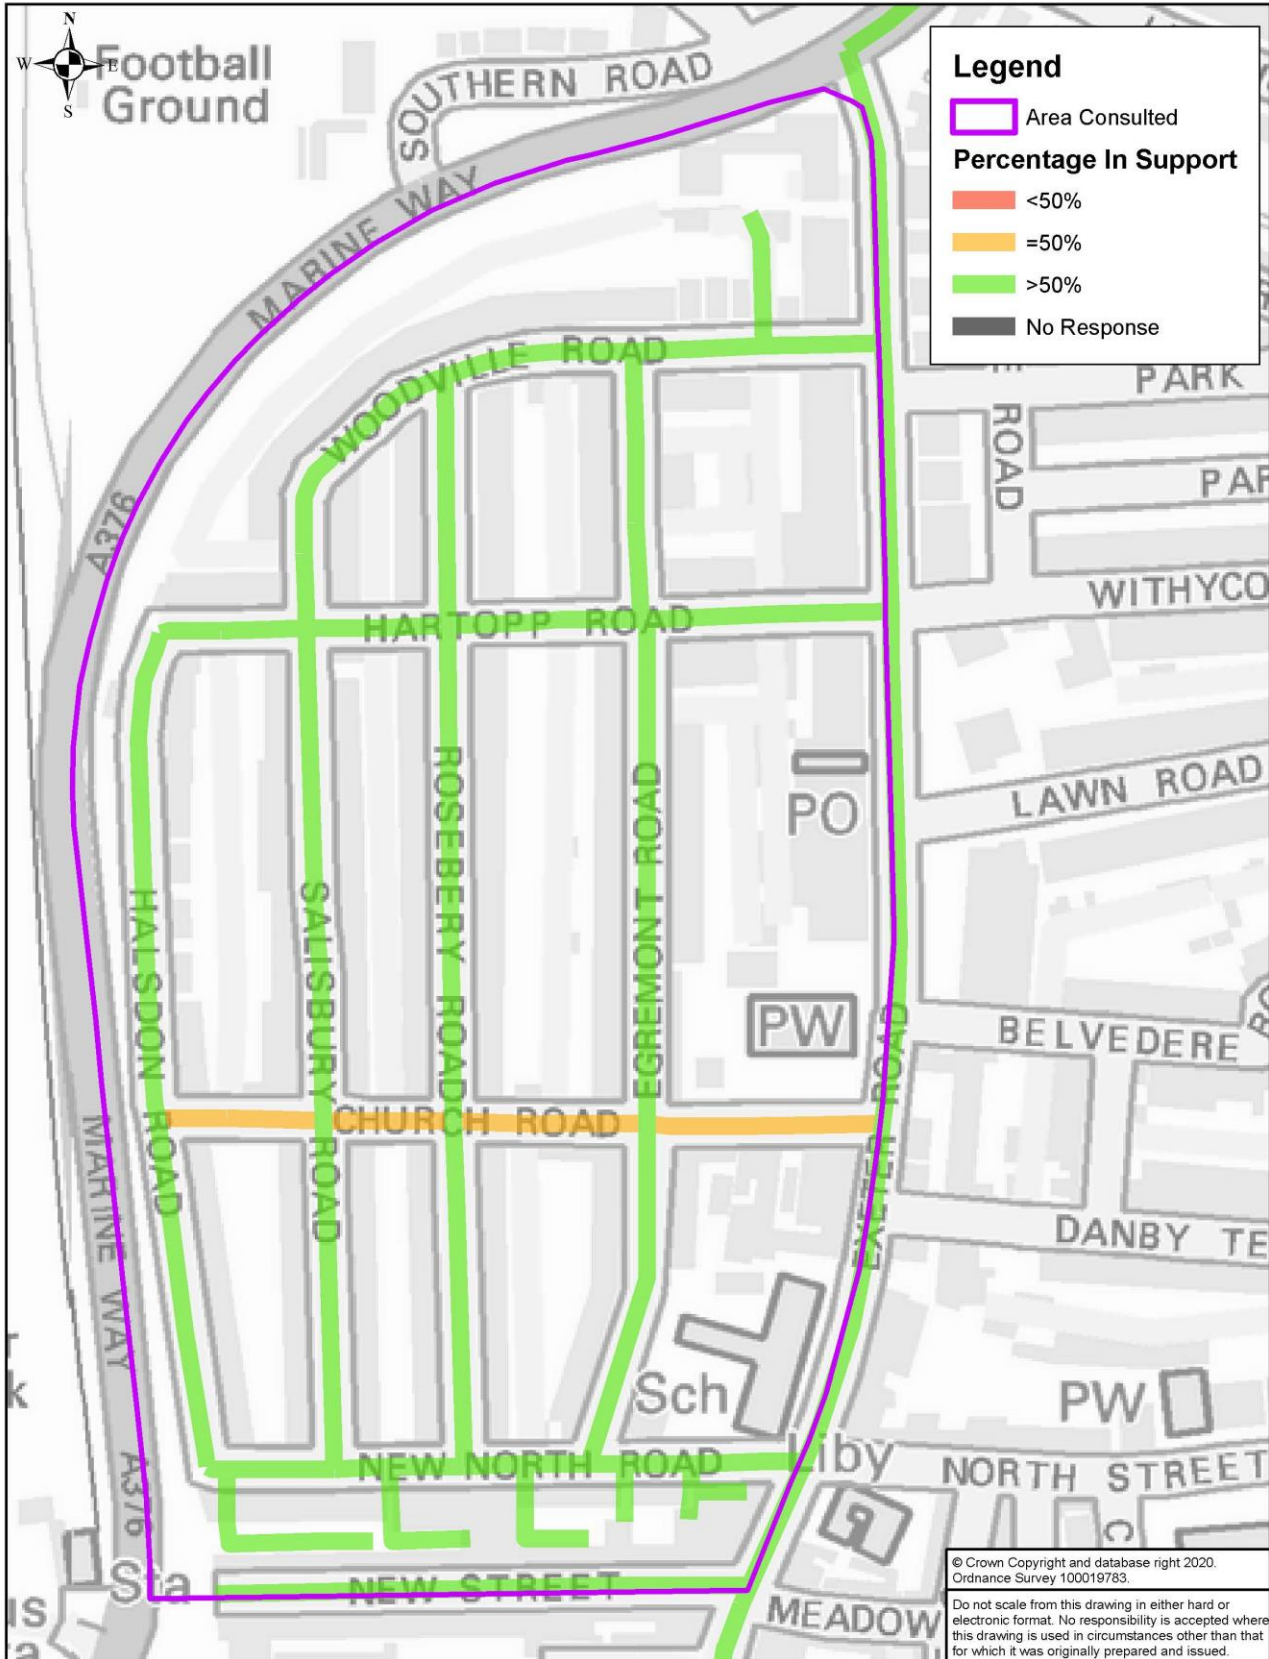 N
W E
S
Football
Ground
SOUTHERN ROAD
MARINE WAY
Legend
Area Consulted
Percentage In Support
<50%
=50%
>50%
No Response
WOODVILLE ROAD
PARK
ROAD
A376
WITHYCO
HARTOPP ROAD
LAWN ROAD
PO
ROSEBERY ROAD
EGREMONT ROAD
HALSDON ROAD
SALISBURY ROAD
PW
BELVEDERE
EXETER ROAD
CHURCH ROAD
MARINE WAY
DANBY TE
Sch
PW
A376
NEW NORTH ROAD
Liby
NORTH STREET
Sta
NEW STREET
MEADOW
© Crown Copyright and database right 2020.
Ordnance Survey 100019783.
Do not scale from this drawing in either hard or
electronic format. No responsibility is accepted where
this drawing is used in circumstances other than that
for which it was originally prepared and issued.